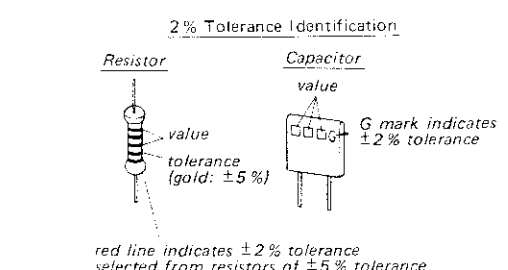 2% Tolerance Identification
Resistor
Capacitor
value
value
tolerance
(gold: ±5%)
G
G mark indicates
±2% tolerance
red line indicates ±2% tolerance
selected from resistors of ±5% tolerance